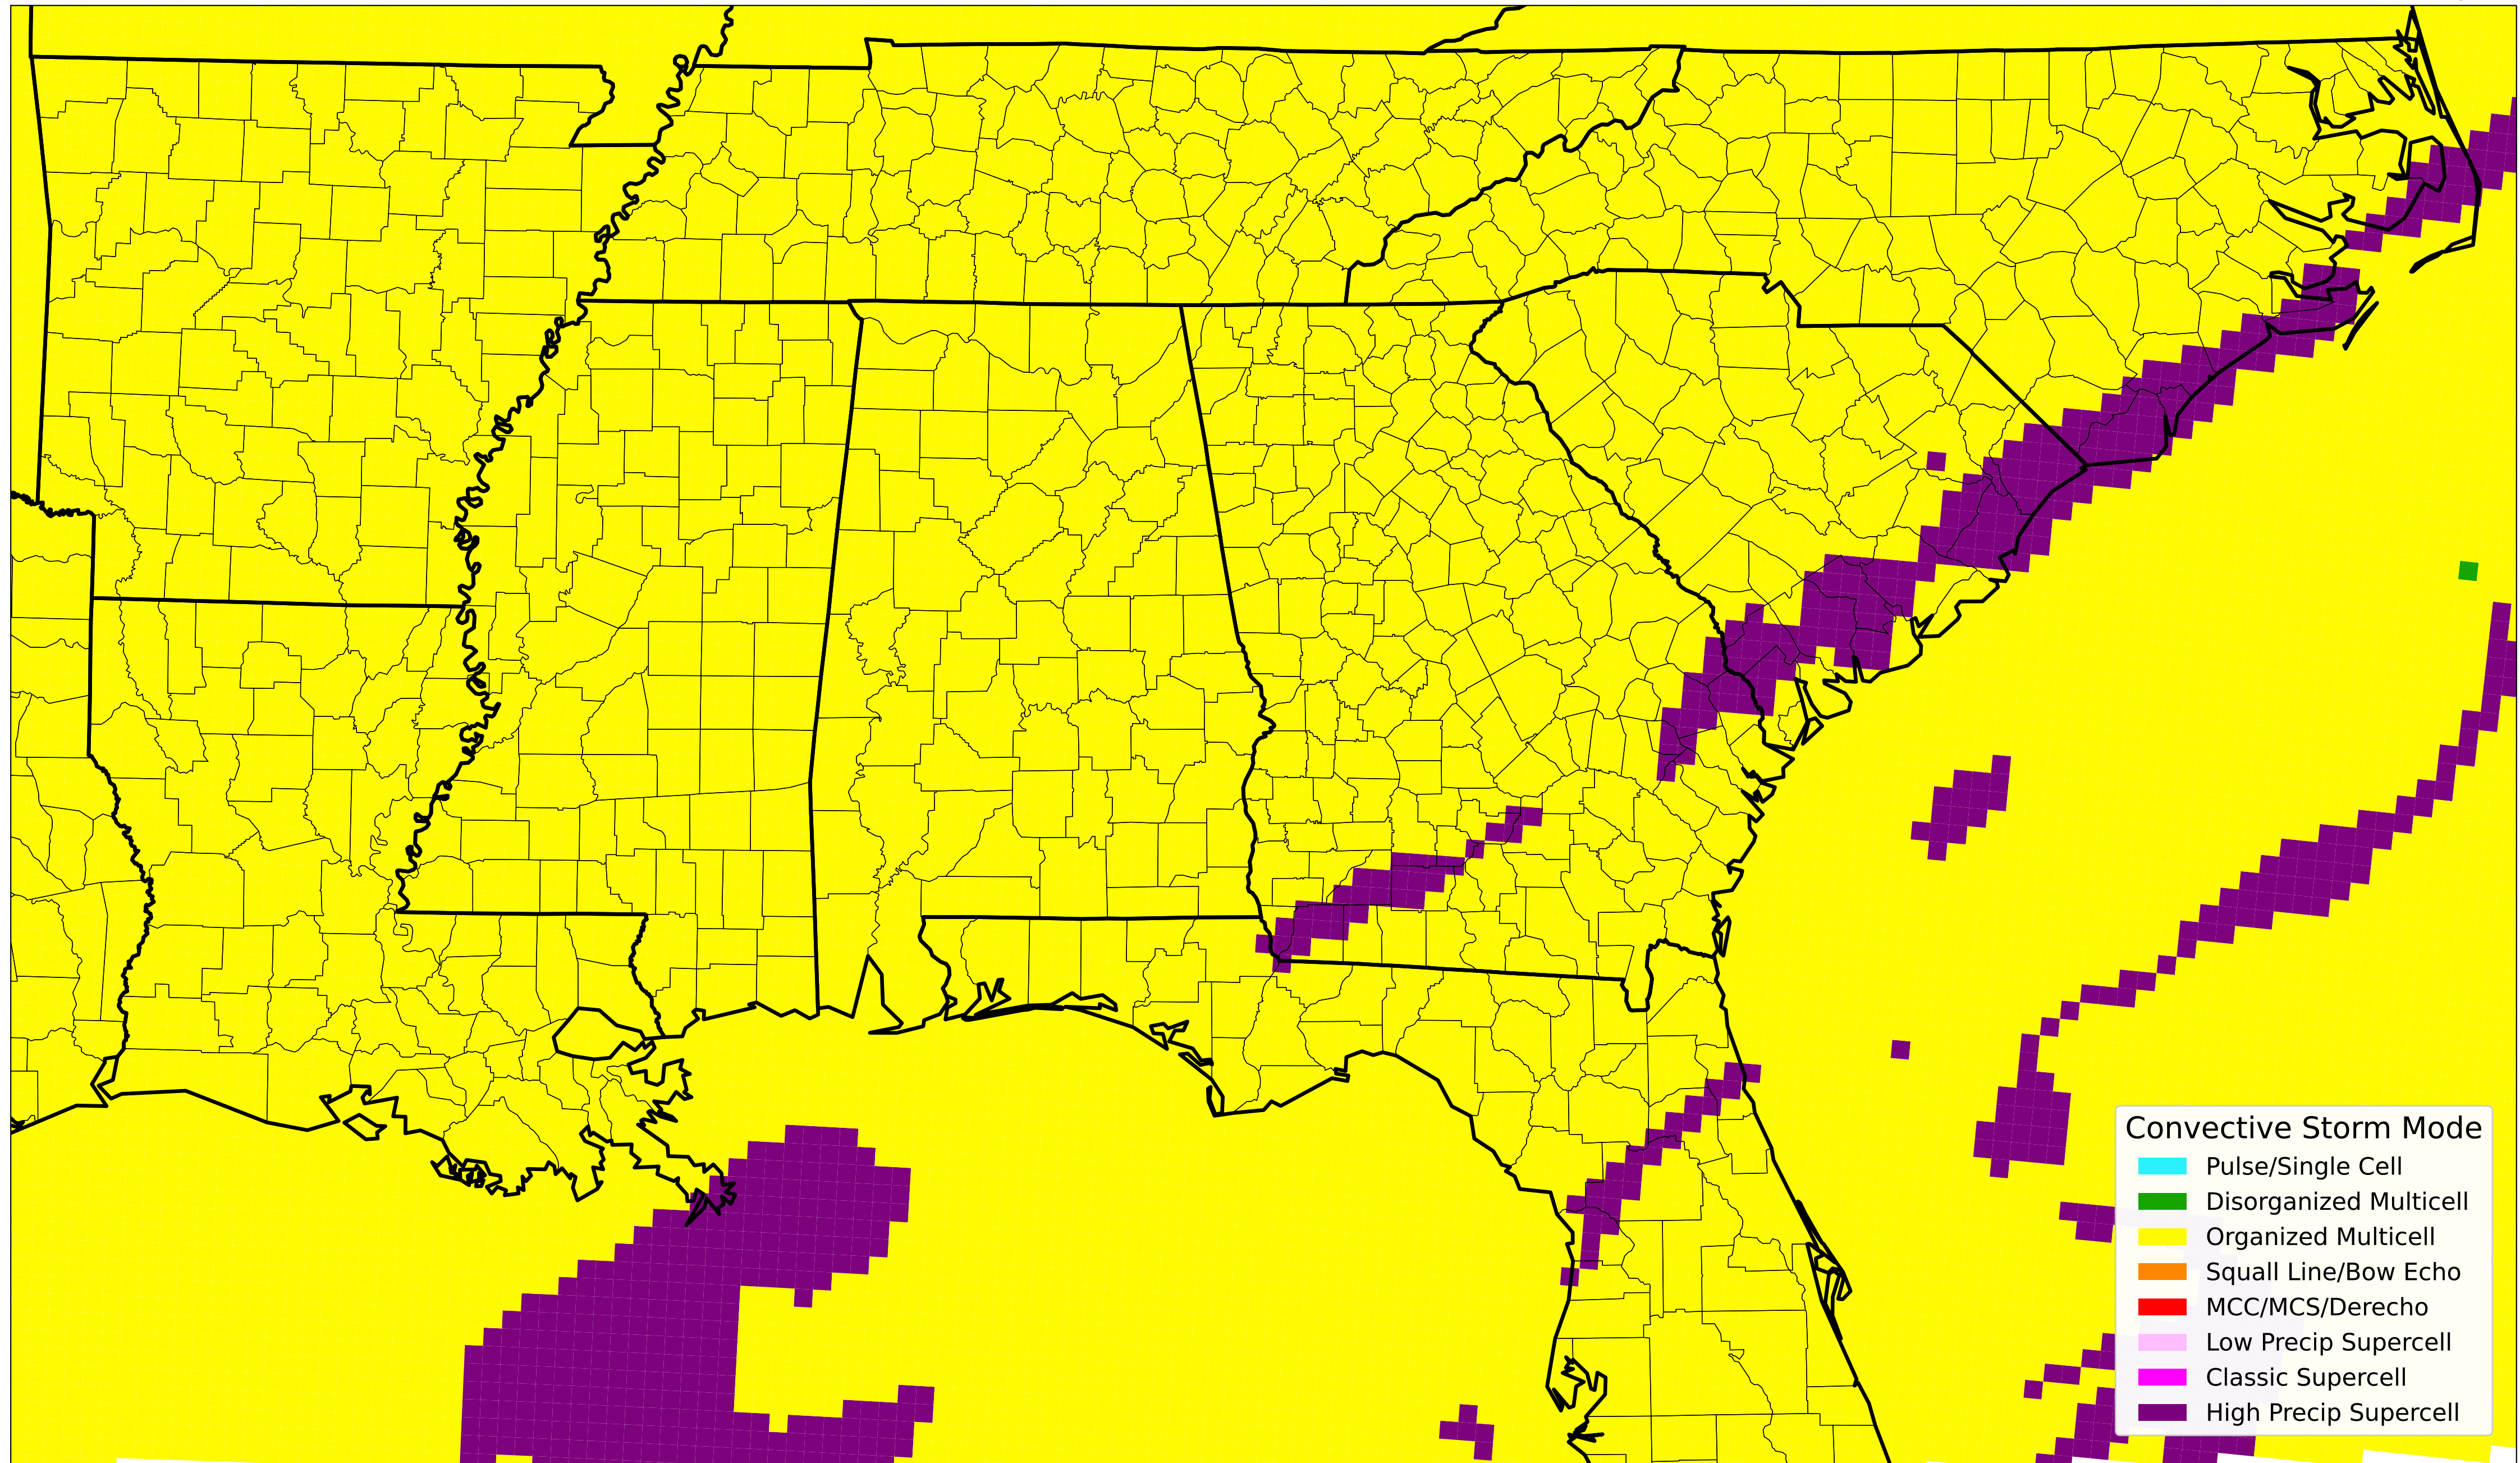 Convective Storm Mode
Pulse/Single Cell
Disorganized Multicell
Organized Multicell
Squall Line/Bow Echo
MCC/MCS/Derecho
Low Precip Supercell
Classic Supercell
High Precip Supercell